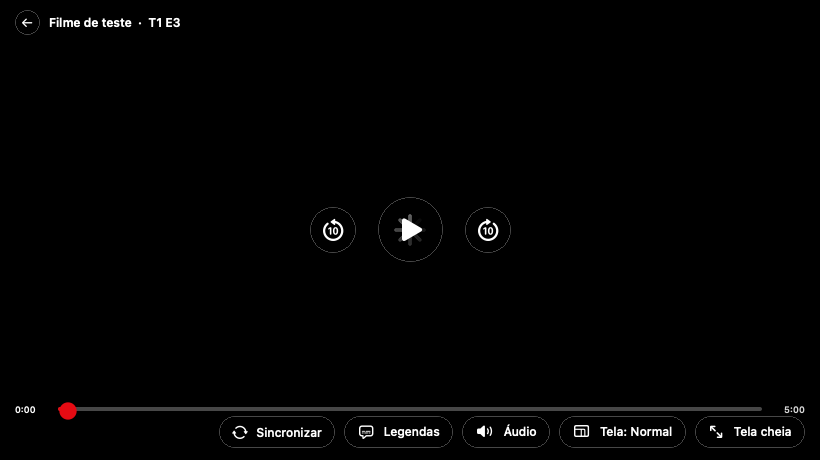 Filme de teste · T1 E3
10
10
0:00
5:00
Sincronizar
Legendas
Áudio
Tela: Normal
Tela cheia